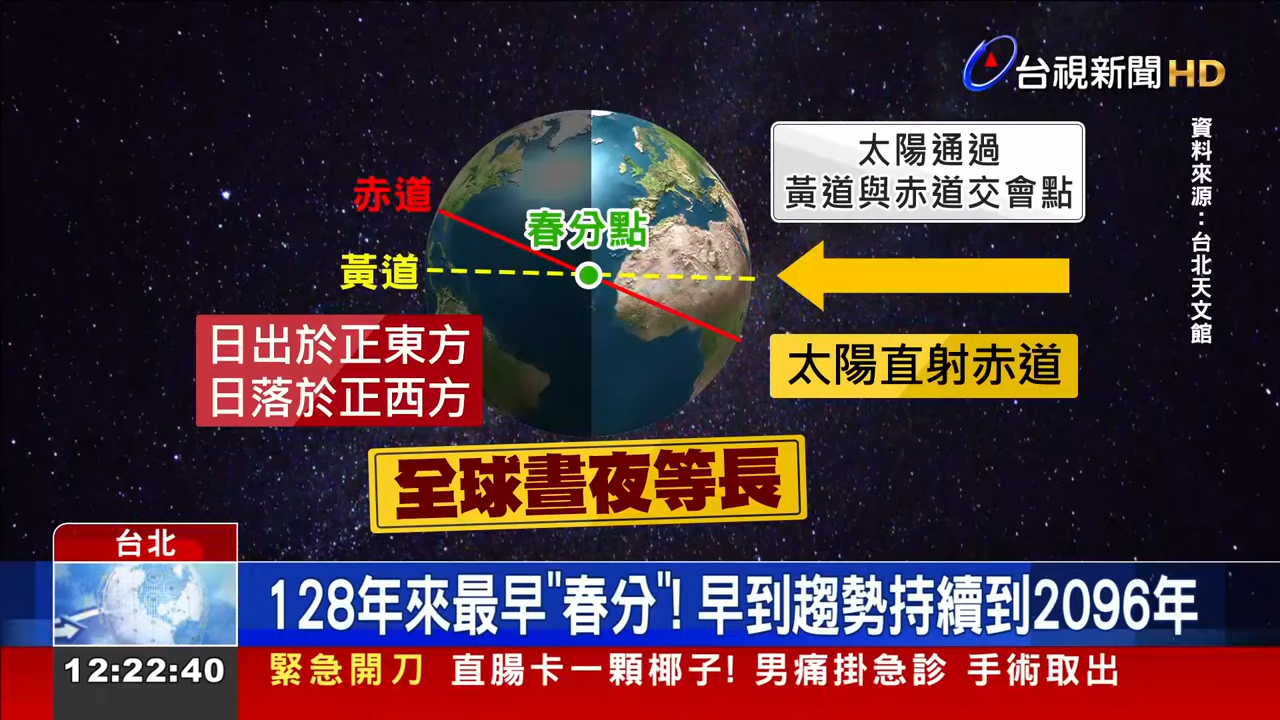 台視新聞HD
資料來源：台北天文館
太陽通過
黃道與赤道交會點
赤道
春分點
黃道
日出於正東方
日落於正西方
太陽直射赤道
全球晝夜等長
台北
128年來最早"春分"! 早到趨勢持續到2096年
12:22:40
緊急開刀 直腸卡一顆椰子! 男痛掛急診 手術取出